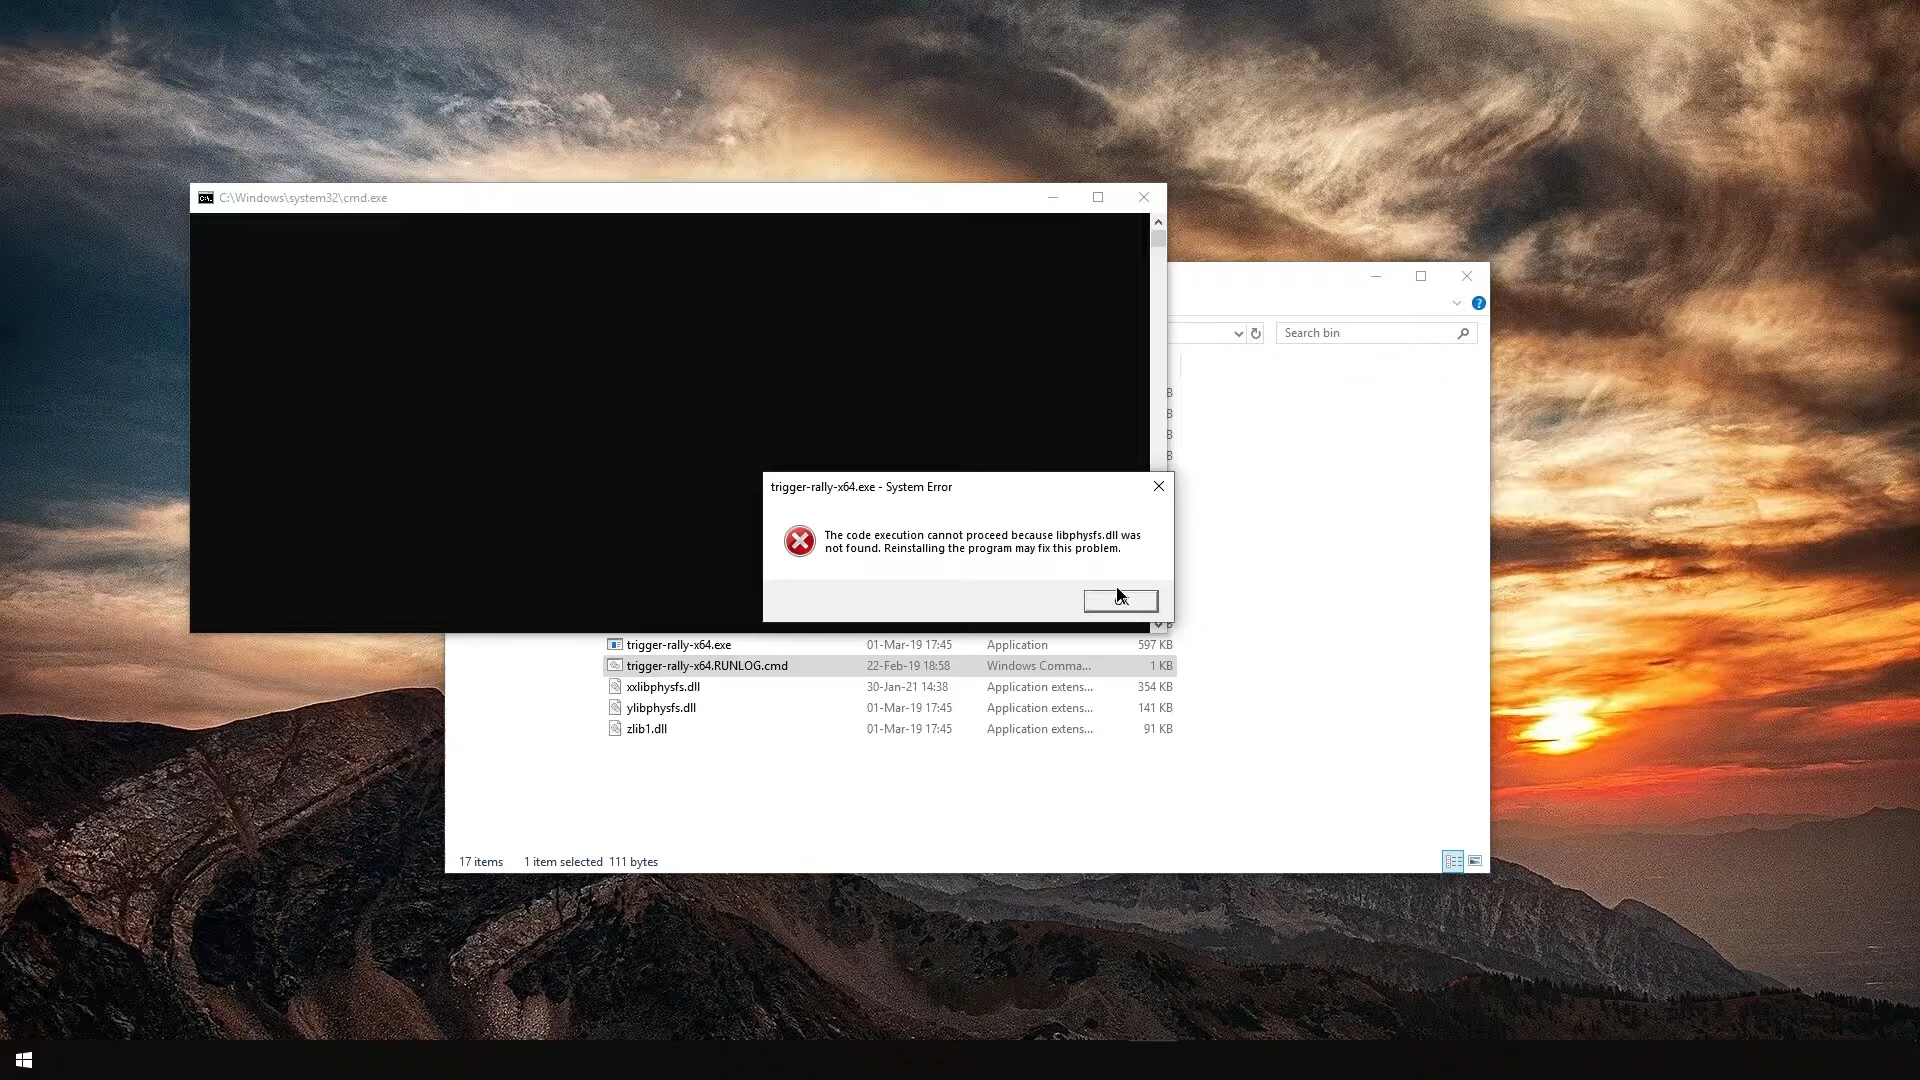 C:\Windows\system32\cmd.exe
Search bin
B
B
B
B
trigger-rally-x64.exe - System Error
The code execution cannot proceed because libphysfs.dll was
not found. Reinstalling the program may fix this problem.
B
trigger-rally-x64.exe 01-Mar-19 17:45 Application 597 KB
trigger-rally-x64.RUNLOG.cmd 22-Feb-19 18:58 Windows Comma... 1 KB
xxlibphysfs.dll 30-Jan-21 14:38 Application extens... 354 KB
ylibphysfs.dll 01-Mar-19 17:45 Application extens... 141 KB
zlib1.dll 01-Mar-19 17:45 Application extens... 91 KB
17 items 1 item selected 111 bytes